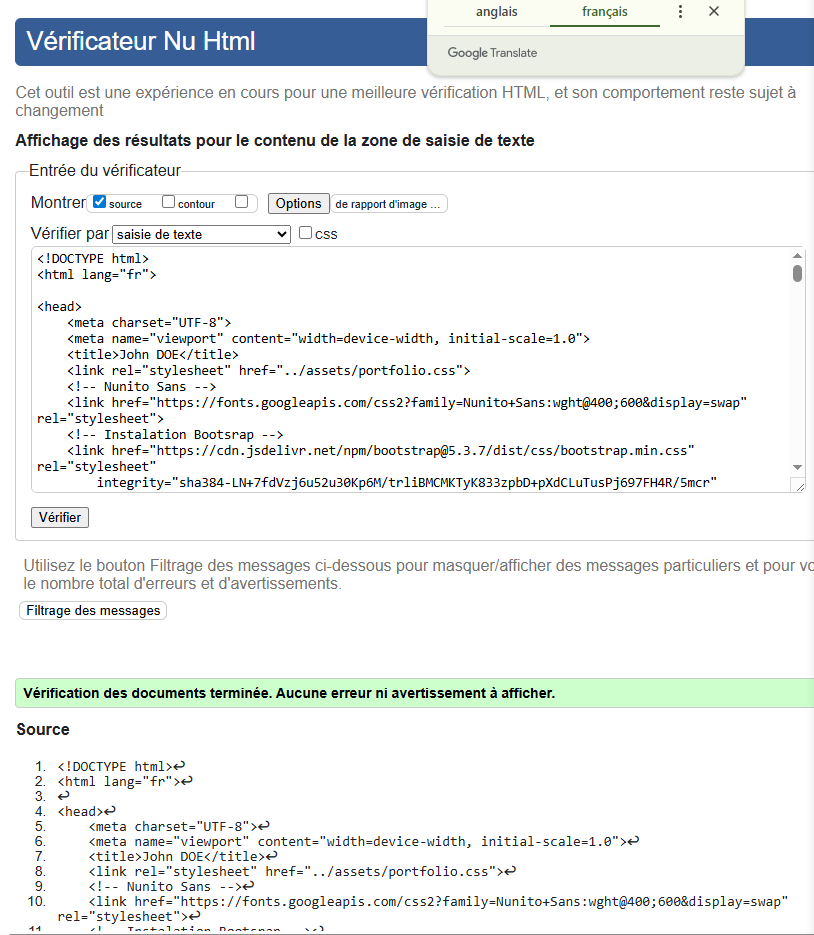 anglais français
Google Translate
Vérificateur Nu Html
Cet outil est une expérience en cours pour une meilleure vérification HTML, et son comportement reste sujet à
changement
Affichage des résultats pour le contenu de la zone de saisie de texte
Entrée du vérificateur
Montrer source contour Options de rapport d'image ...
Vérifier par saisie de texte css
<!DOCTYPE html>
<html lang="fr">
<head>
<meta charset="UTF-8">
<meta name="viewport" content="width=device-width, initial-scale=1.0">
<title>John DOE</title>
<link rel="stylesheet" href="../assets/portfolio.css">
<!-- Nunito Sans -->
<link href="https://fonts.googleapis.com/css2?family=Nunito+Sans:wght@400;600&display=swap"
rel="stylesheet">
<!-- Instalation Bootsrap -->
<link href="https://cdn.jsdelivr.net/npm/bootstrap@5.3.7/dist/css/bootstrap.min.css"
rel="stylesheet"
integrity="sha384-LN+7fdVzj6u52u30Kp6M/trliBMCMKTyK833zpbD+pXdCLuTusPj697FH4R/5mcr"
Vérifier
Utilisez le bouton Filtrage des messages ci-dessous pour masquer/afficher des messages particuliers et pour vo
le nombre total d'erreurs et d'avertissements.
Filtrage des messages
Vérification des documents terminée. Aucune erreur ni avertissement à afficher.
Source
1. <!DOCTYPE html>↩
2. <html lang="fr">↩
3. ↩
4. <head>↩
5. <meta charset="UTF-8">↩
6. <meta name="viewport" content="width=device-width, initial-scale=1.0">↩
7. <title>John DOE</title>↩
8. <link rel="stylesheet" href="../assets/portfolio.css">↩
9. <!-- Nunito Sans -->↩
10. <link href="https://fonts.googleapis.com/css2?family=Nunito+Sans:wght@400;600&display=swap"
rel="stylesheet">↩
11. <!-- Instalation Bootsrap -->↩